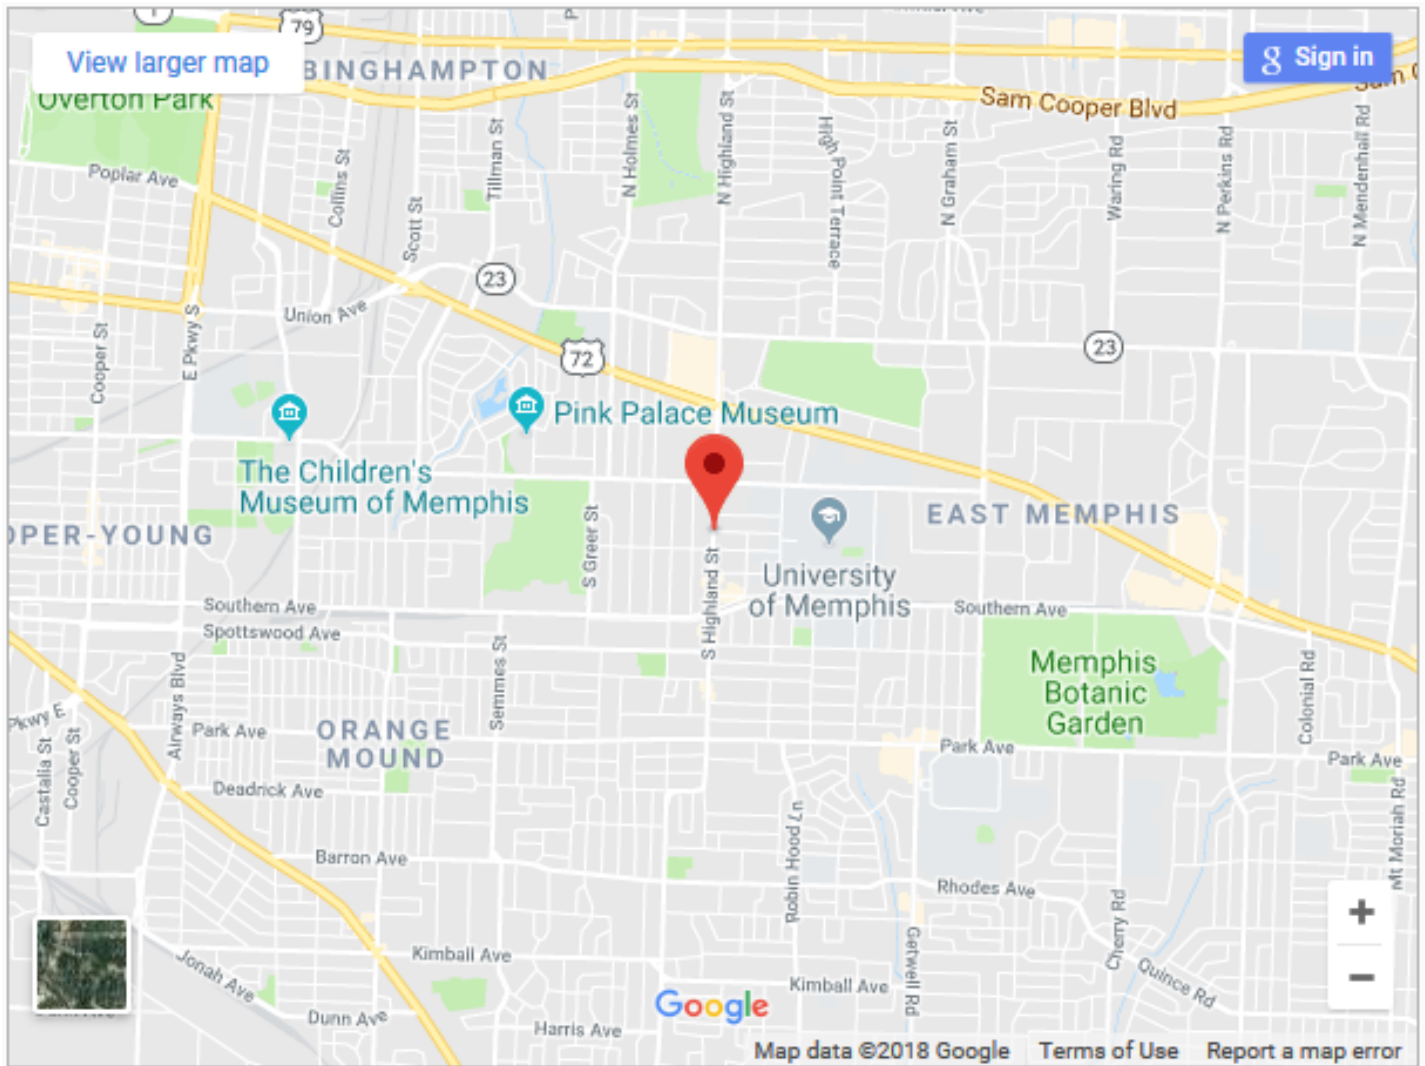 1
79
View larger map
BINGHAMPTON
Sign in
Overton Park
Sam Cooper Blvd
Poplar Ave
Collins St
Scott St
Tillman St
N Holmes St
N Highland St
High Point Terrace
N Graham St
Waring Rd
N Perkins Rd
N Mendenhall Rd
23
Union Ave
E Pkwy S
Cooper St
72
23
Pink Palace Museum
The Children's
Museum of Memphis
OPER-YOUNG
S Greer St
S Highland St
EAST MEMPHIS
University
of Memphis
Southern Ave
Spottswood Ave
Southern Ave
Semmes St
Airways Blvd
Memphis
Botanic
Garden
Colonial Rd
Pkwy E
Park Ave
ORANGE
MOUND
Park Ave
Park Ave
Castalia St
Cooper St
Deadrick Ave
Robin Hood Ln
Mt Moriah Rd
Barron Ave
Rhodes Ave
Cherry Rd
Getwell Rd
Kimball Ave
Kimball Ave
Quince Rd
Jonah Ave
Dunn Ave
Harris Ave
Google
+
−
Map data ©2018 Google
Terms of Use
Report a map error